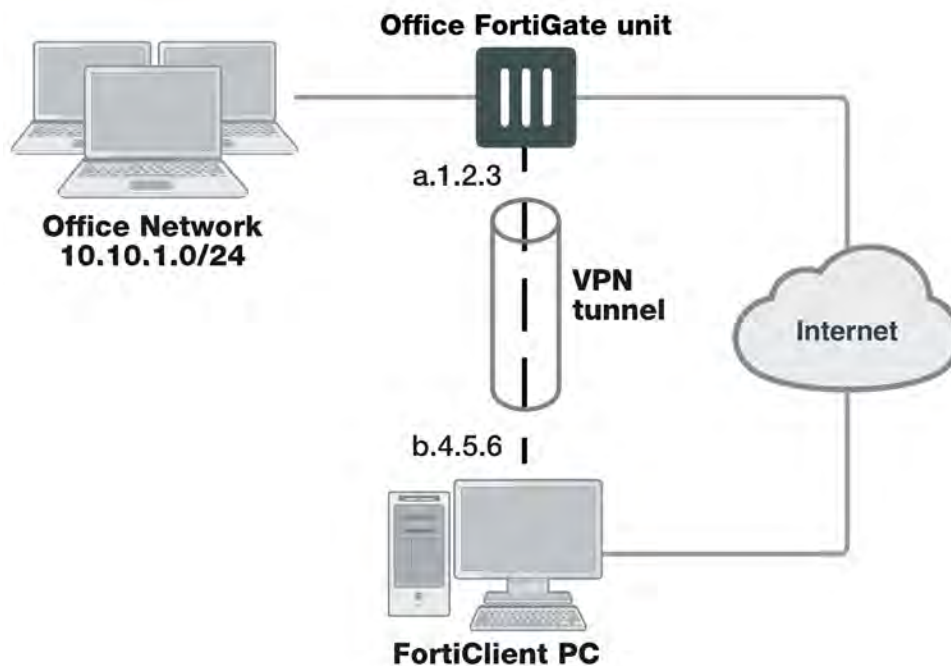 Office FortiGate unit
a.1.2.3
Office Network
10.10.1.0/24
VPN
tunnel
Internet
b.4.5.6
FortiClient PC